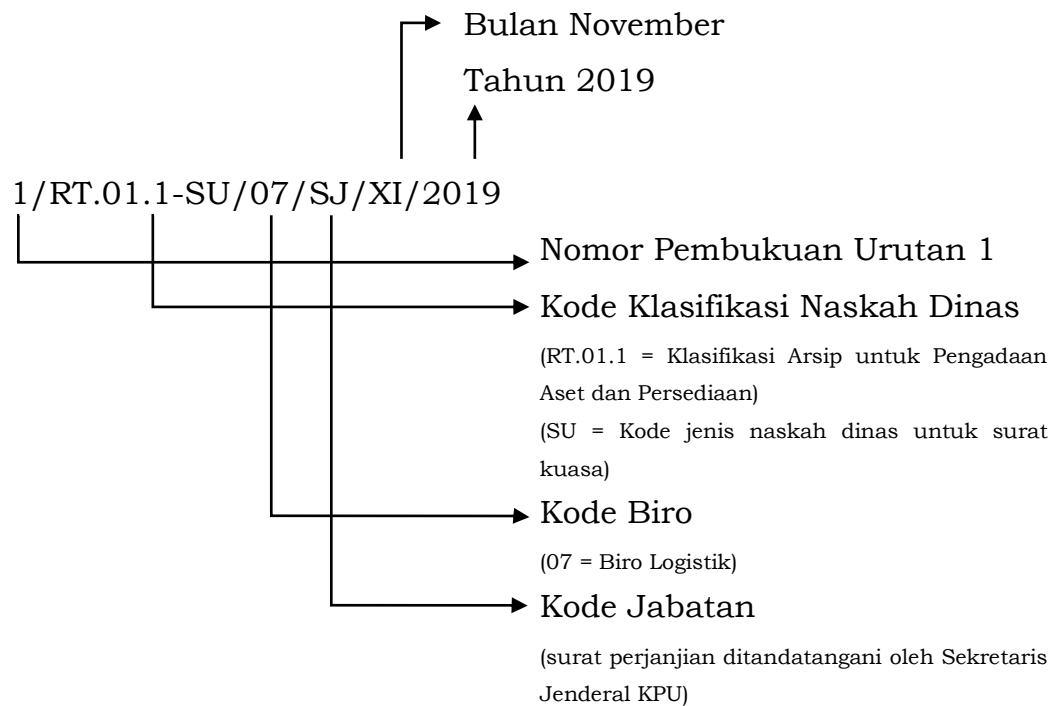 Bulan November
Tahun 2019
1/RT.01.1-SU/07/SJ/XI/2019
Nomor Pembukuan Urutan 1
Kode Klasifikasi Naskah Dinas
(RT.01.1 = Klasifikasi Arsip untuk Pengadaan
Aset dan Persediaan)
(SU = Kode jenis naskah dinas untuk surat
kuasa)
Kode Biro
(07 = Biro Logistik)
Kode Jabatan
(surat perjanjian ditandatangani oleh Sekretaris
Jenderal KPU)